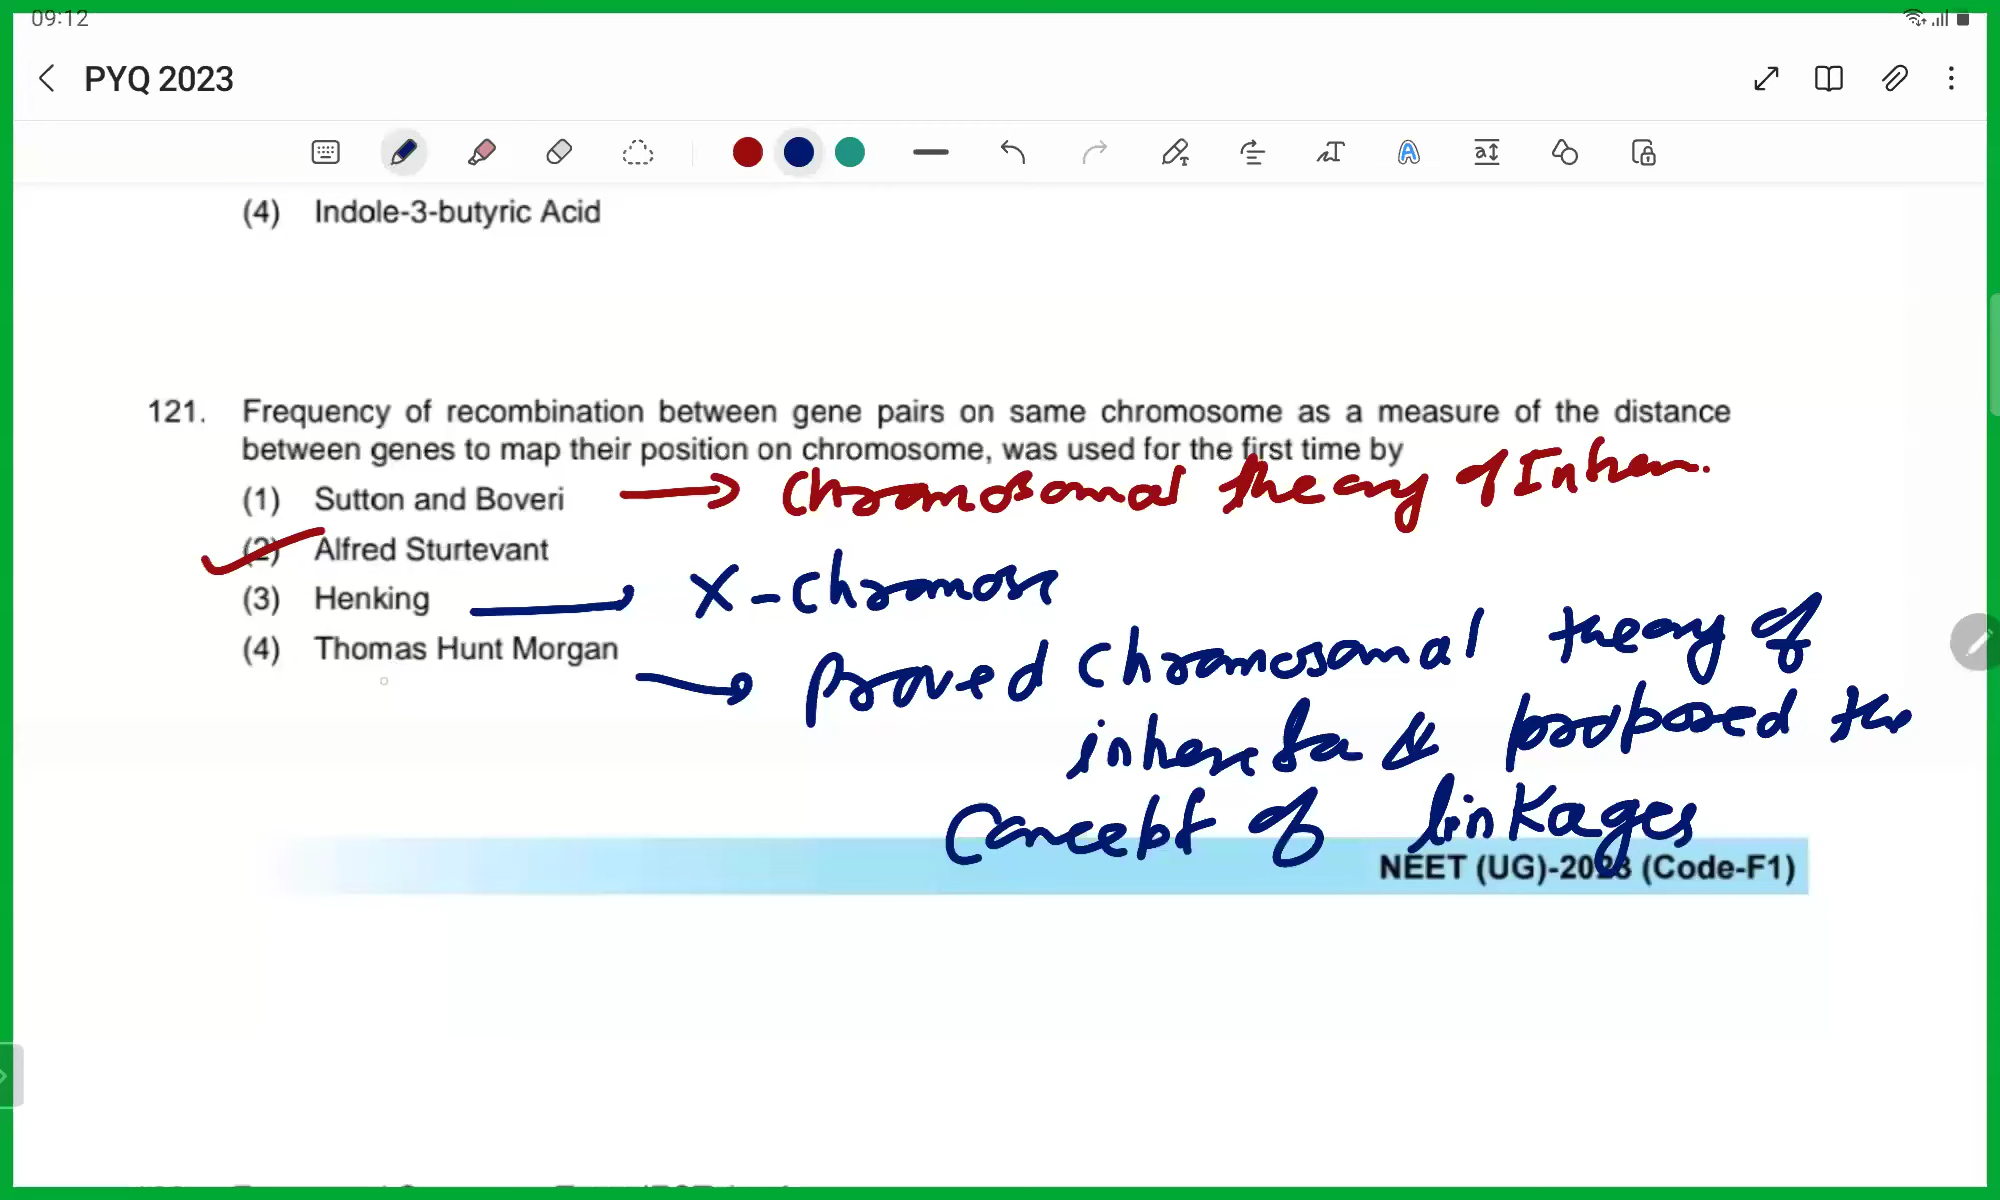 09:12
PYQ 2023
(4) Indole-3-butyric Acid
121. Frequency of recombination between gene pairs on same chromosome as a measure of the distance
between genes to map their position on chromosome, was used for the first time by
(1) Sutton and Boveri → Chromosomal theory of Inher.
(2) Alfred Sturtevant
(3) Henking → X-chromose
(4) Thomas Hunt Morgan → proved chromosomal theory of
& proposed the
concept of linkages
NEET (UG)-2023 (Code-F1)